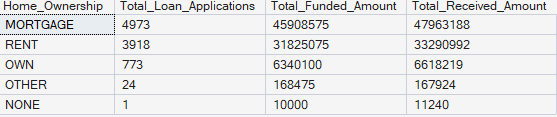 Home_Ownership Total_Loan_Applications Total_Funded_Amount Total_Received_Amount
MORTGAGE 4973 45908575 47963188
RENT 3918 31825075 33290992
OWN 773 6340100 6618219
OTHER 24 168475 167924
NONE 1 10000 11240